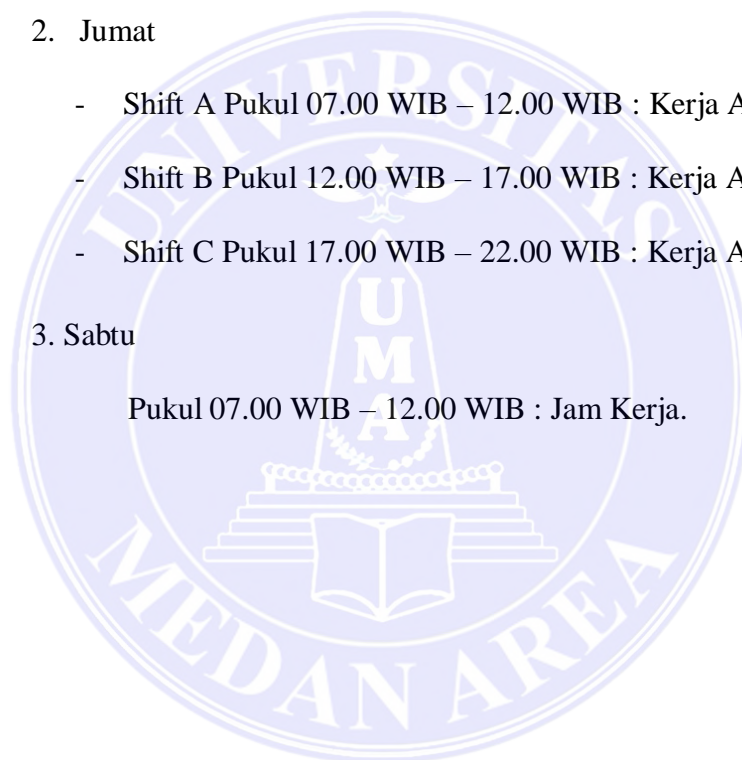 2. Jumat
- Shift A Pukul 07.00 WIB – 12.00 WIB : Kerja A
- Shift B Pukul 12.00 WIB – 17.00 WIB : Kerja A
- Shift C Pukul 17.00 WIB – 22.00 WIB : Kerja A
3. Sabtu
Pukul 07.00 WIB – 12.00 WIB : Jam Kerja.
UNIVERSITAS
UMA
MEDAN AREA